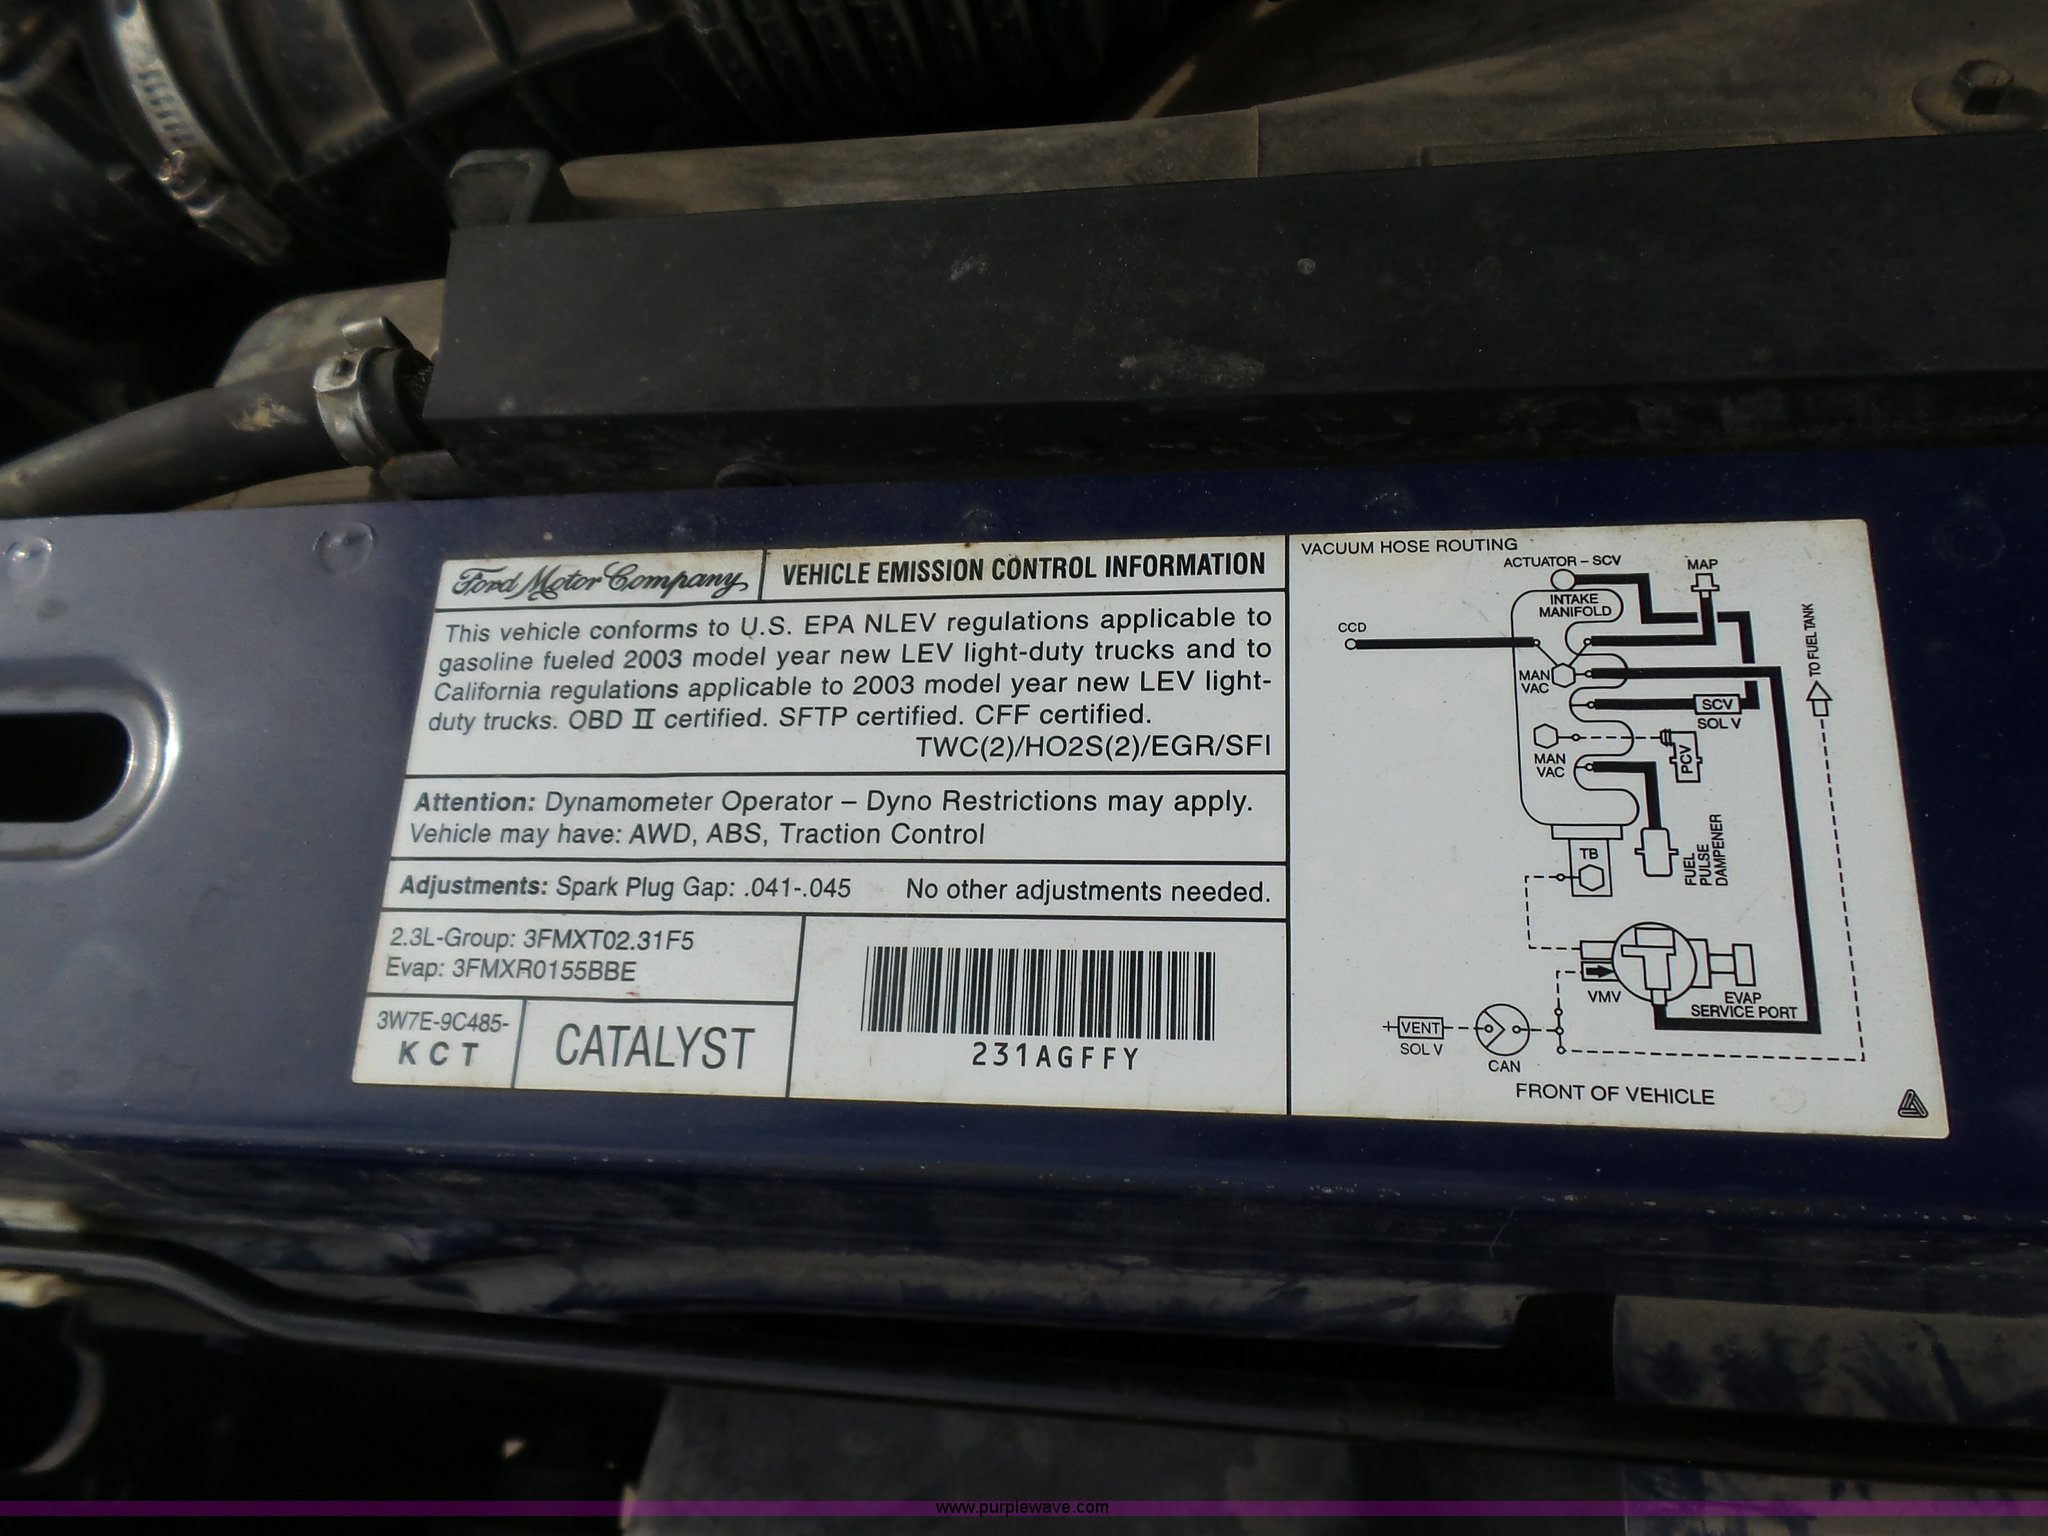 Ford Motor Company
VEHICLE EMISSION CONTROL INFORMATION
This vehicle conforms to U.S. EPA NLEV regulations applicable to
gasoline fueled 2003 model year new LEV light-duty trucks and to
California regulations applicable to 2003 model year new LEV light-
duty trucks. OBD II certified. SFTP certified. CFF certified.
TWC(2)/HO2S(2)/EGR/SFI
Attention: Dynamometer Operator – Dyno Restrictions may apply.
Vehicle may have: AWD, ABS, Traction Control
Adjustments: Spark Plug Gap: .041-.045 No other adjustments needed.
2.3L-Group: 3FMXT02.31F5
Evap: 3FMXR0155BBE
3W7E-9C485-
KCT
CATALYST
231AGFFY
VACUUM HOSE ROUTING
ACTUATOR – SCV
MAP
INTAKE
MANIFOLD
CCD
TO FUEL TANK
MAN
VAC
SCV
SOL V
MAN
VAC
PCV
TB
FUEL
PULSE
DAMPENER
VMV
EVAP
SERVICE PORT
VENT
SOL V
CAN
FRONT OF VEHICLE
www.purplewave.com